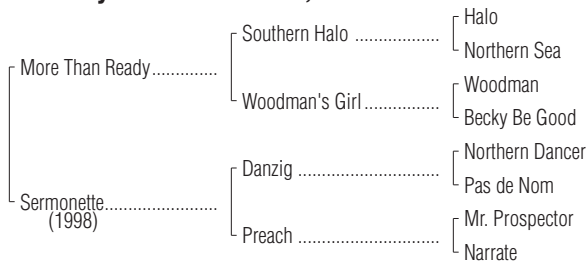 Halo
Southern Halo ....................
Northern Sea
More Than Ready..............
Woodman
Woodman's Girl..................
Becky Be Good
Northern Dancer
Danzig ................................
Pas de Nom
Sermonette........................
(1998)
Mr. Prospector
Preach ................................
Narrate